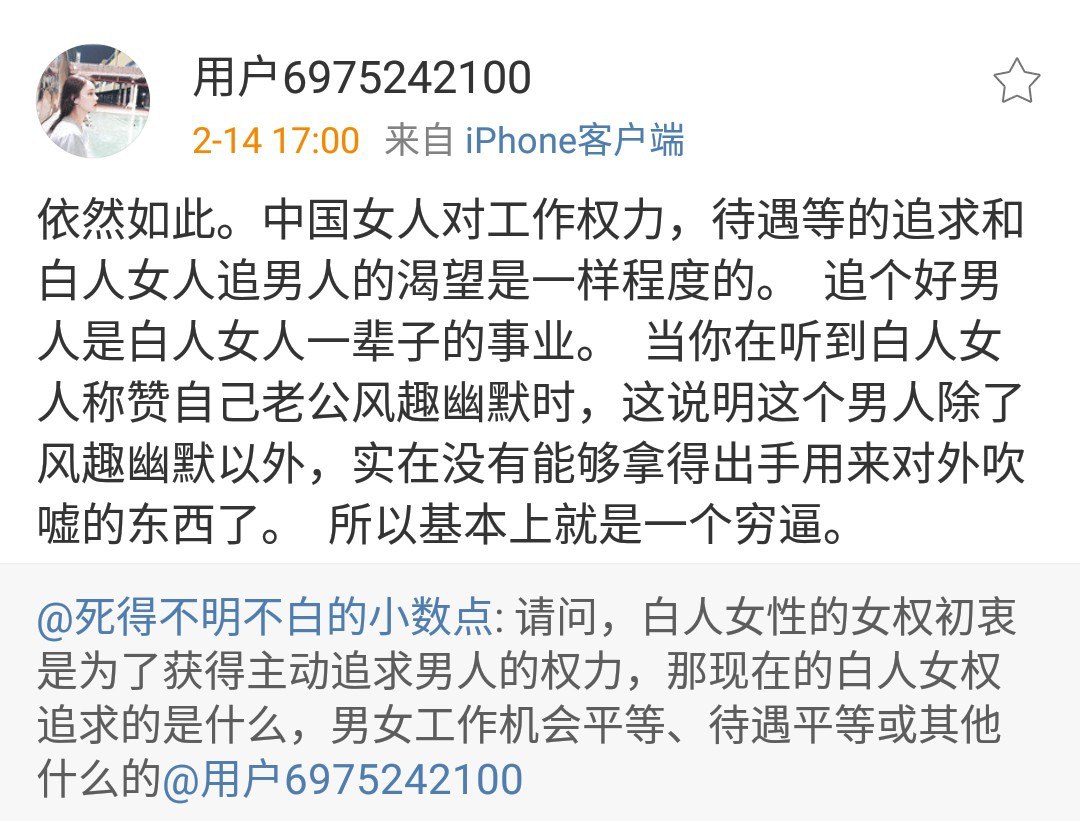 用户6975242100
2-14 17:00 来自 iPhone客户端
依然如此。中国女人对工作权力，待遇等的追求和
白人女人追男人的渴望是一样程度的。 追个好男
人是白人女人一辈子的事业。 当你在听到白人女
人称赞自己老公风趣幽默时，这说明这个男人除了
风趣幽默以外，实在没有能够拿得出手用来对外吹
嘘的东西了。 所以基本上就是一个穷逼。
@死得不明不白的小数点: 请问，白人女性的女权初衷
是为了获得主动追求男人的权力，那现在的白人女权
追求的是什么，男女工作机会平等、待遇平等或其他
什么的@用户6975242100